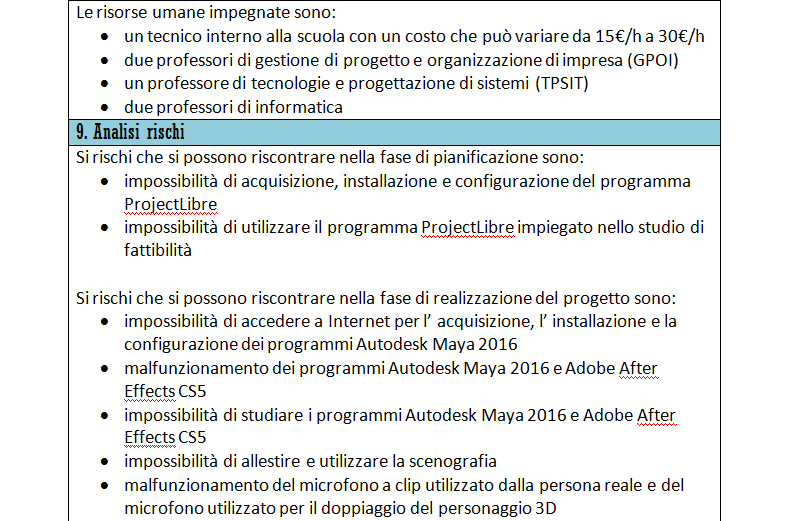 Le risorse umane impegnate sono:
• un tecnico interno alla scuola con un costo che può variare da 15€/h a 30€/h
• due professori di gestione di progetto e organizzazione di impresa (GPOI)
• un professore di tecnologie e progettazione di sistemi (TPSIT)
• due professori di informatica
9. Analisi rischi
Si rischi che si possono riscontrare nella fase di pianificazione sono:
• impossibilità di acquisizione, installazione e configurazione del programma
ProjectLibre
• impossibilità di utilizzare il programma ProjectLibre impiegato nello studio di
fattibilità
Si rischi che si possono riscontrare nella fase di realizzazione del progetto sono:
• impossibilità di accedere a Internet per l’ acquisizione, l’ installazione e la
configurazione dei programmi Autodesk Maya 2016
• malfunzionamento dei programmi Autodesk Maya 2016 e Adobe After
Effects CS5
• impossibilità di studiare i programmi Autodesk Maya 2016 e Adobe After
Effects CS5
• impossibilità di allestire e utilizzare la scenografia
• malfunzionamento del microfono a clip utilizzato dalla persona reale e del
microfono utilizzato per il doppiaggio del personaggio 3D